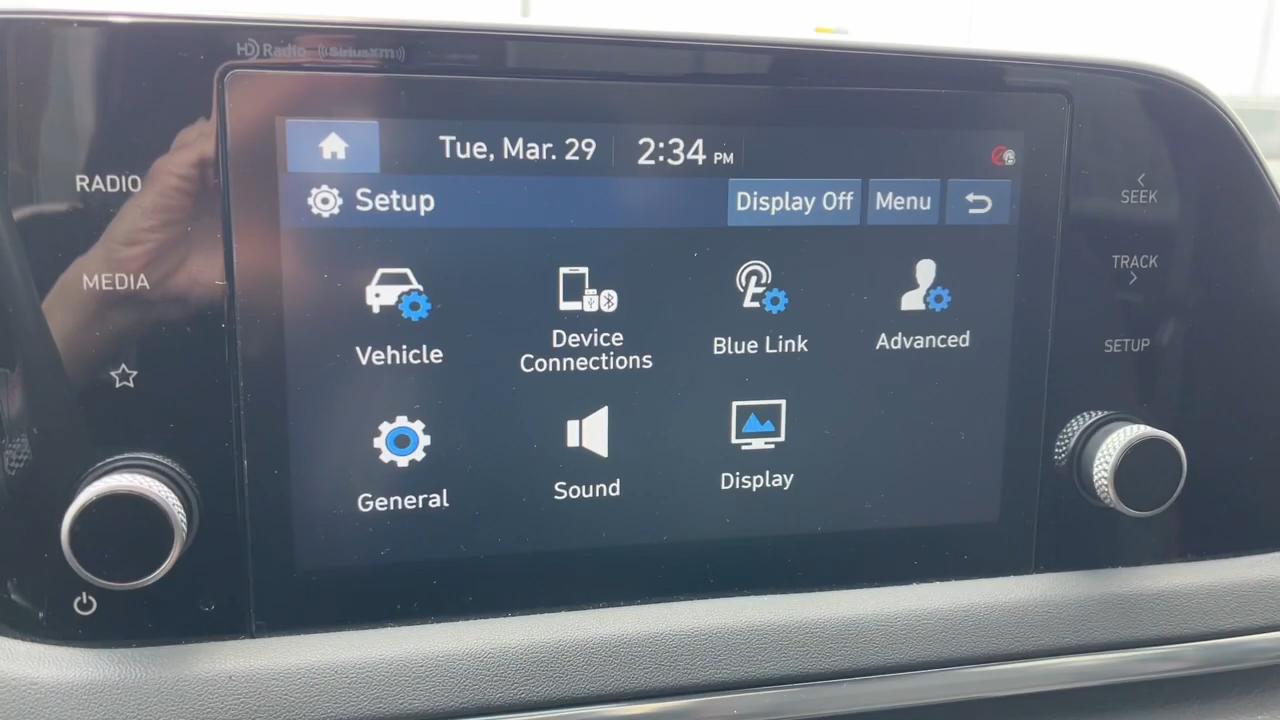 HD Radio ((SiriusXM))
Tue, Mar. 29 2:34 PM
Setup Display Off Menu
RADIO
MEDIA
Vehicle
Device
Connections
Blue Link
Advanced
General
Sound
Display
SEEK
TRACK
SETUP